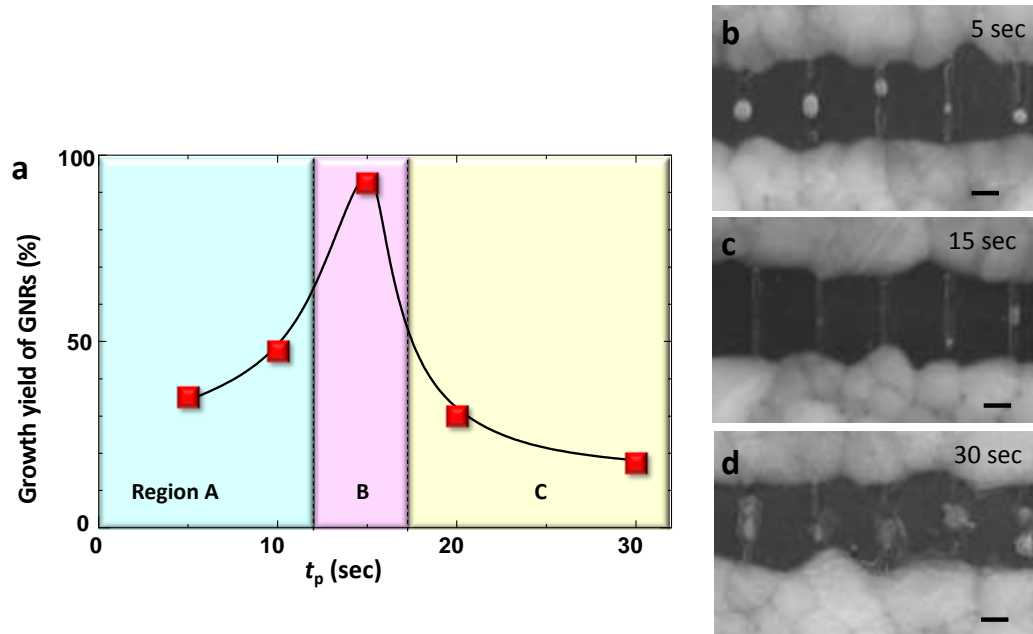 a
Growth yield of GNRs (%)
100
50
0
Region A
B
C
0
10
20
30
tp (sec)
b
5 sec
c
15 sec
d
30 sec